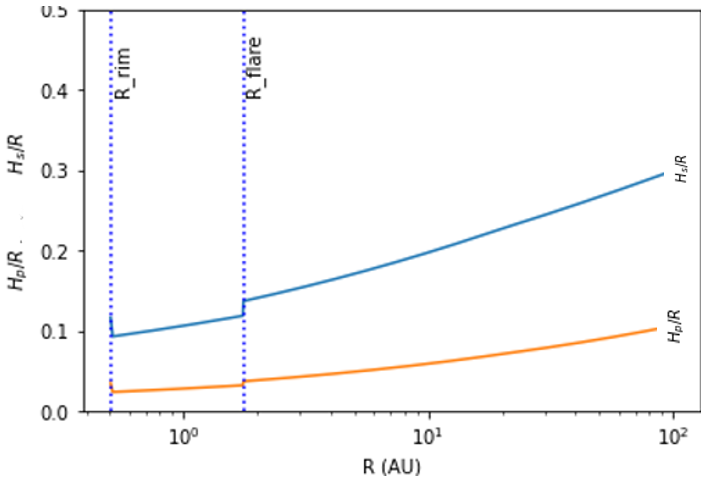 0.5
0.4
0.3
0.2
0.1
0.0
H_p/R . . H_s/R
R_rim
R_flare
H_s/R
H_p/R
10^0
10^1
10^2
R (AU)